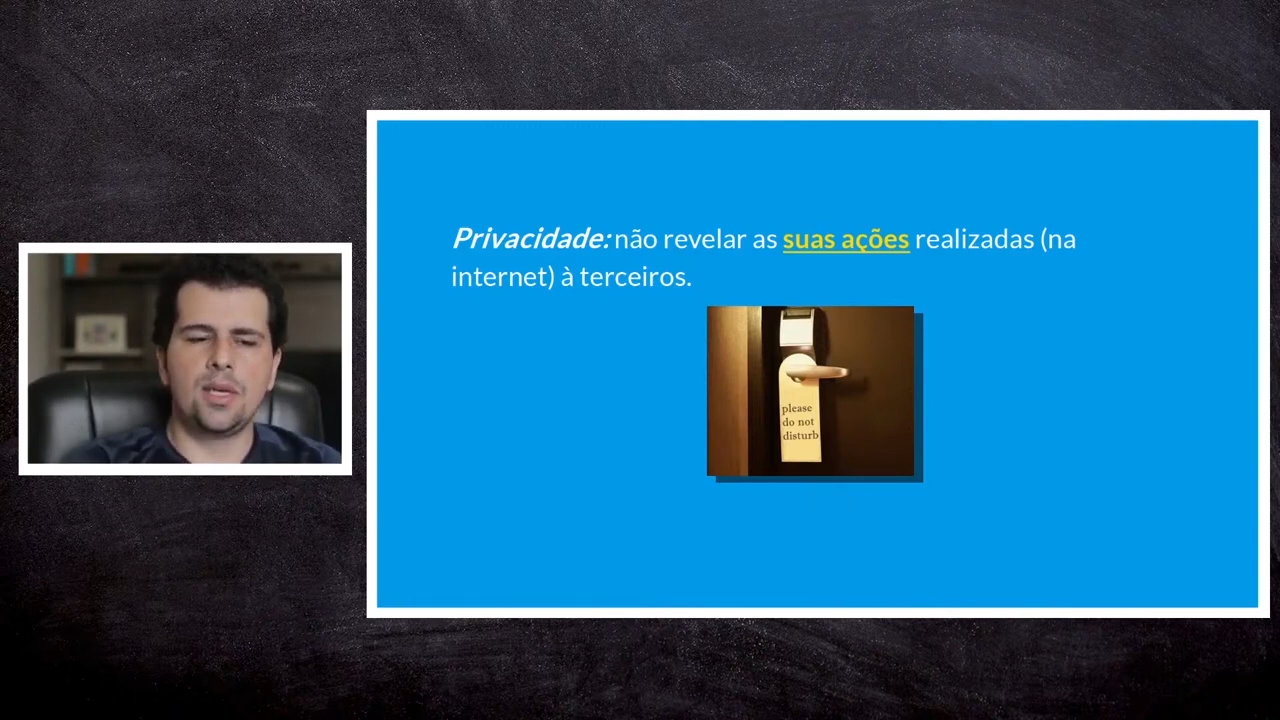 Privacidade: não revelar as suas ações realizadas (na
internet) à terceiros.
please
do not
disturb